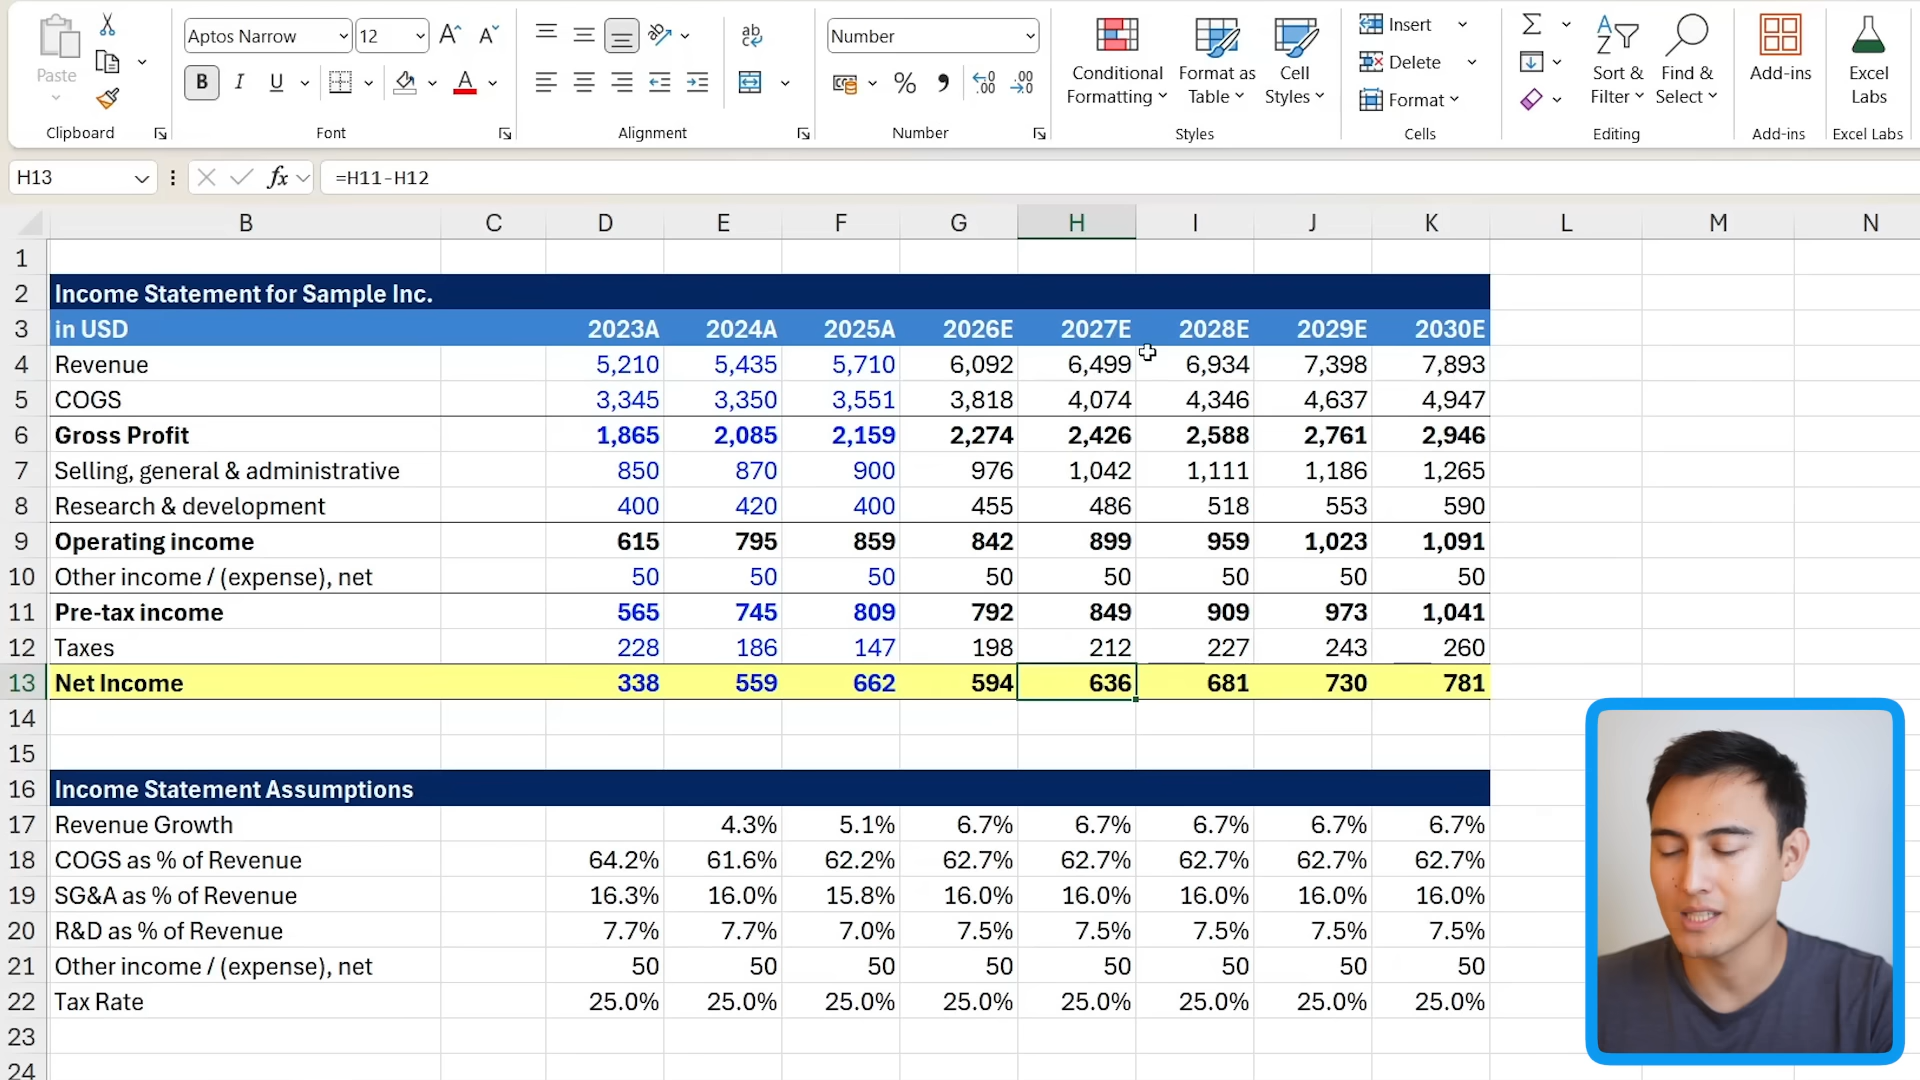 Paste
Clipboard
Aptos Narrow 12
B I U
Font
ab
Alignment
Number
Number
Conditional Formatting
Format as Table
Cell Styles
Styles
Insert
Delete
Format
Cells
Sort & Filter
Find & Select
Editing
Add-ins
Add-ins
Excel Labs
Excel Labs
H13 fx =H11-H12
B C D E F G H I J K L M N
1
2 Income Statement for Sample Inc.
3 in USD 2023A 2024A 2025A 2026E 2027E 2028E 2029E 2030E
4 Revenue 5,210 5,435 5,710 6,092 6,499 6,934 7,398 7,893
5 COGS 3,345 3,350 3,551 3,818 4,074 4,346 4,637 4,947
6 Gross Profit 1,865 2,085 2,159 2,274 2,426 2,588 2,761 2,946
7 Selling, general & administrative 850 870 900 976 1,042 1,111 1,186 1,265
8 Research & development 400 420 400 455 486 518 553 590
9 Operating income 615 795 859 842 899 959 1,023 1,091
10 Other income / (expense), net 50 50 50 50 50 50 50 50
11 Pre-tax income 565 745 809 792 849 909 973 1,041
12 Taxes 228 186 147 198 212 227 243 260
13 Net Income 338 559 662 594 636 681 730 781
14
15
16 Income Statement Assumptions
17 Revenue Growth 4.3% 5.1% 6.7% 6.7% 6.7% 6.7% 6.7%
18 COGS as % of Revenue 64.2% 61.6% 62.2% 62.7% 62.7% 62.7% 62.7% 62.7%
19 SG&A as % of Revenue 16.3% 16.0% 15.8% 16.0% 16.0% 16.0% 16.0% 16.0%
20 R&D as % of Revenue 7.7% 7.7% 7.0% 7.5% 7.5% 7.5% 7.5% 7.5%
21 Other income / (expense), net 50 50 50 50 50 50 50 50
22 Tax Rate 25.0% 25.0% 25.0% 25.0% 25.0% 25.0% 25.0% 25.0%
23
24